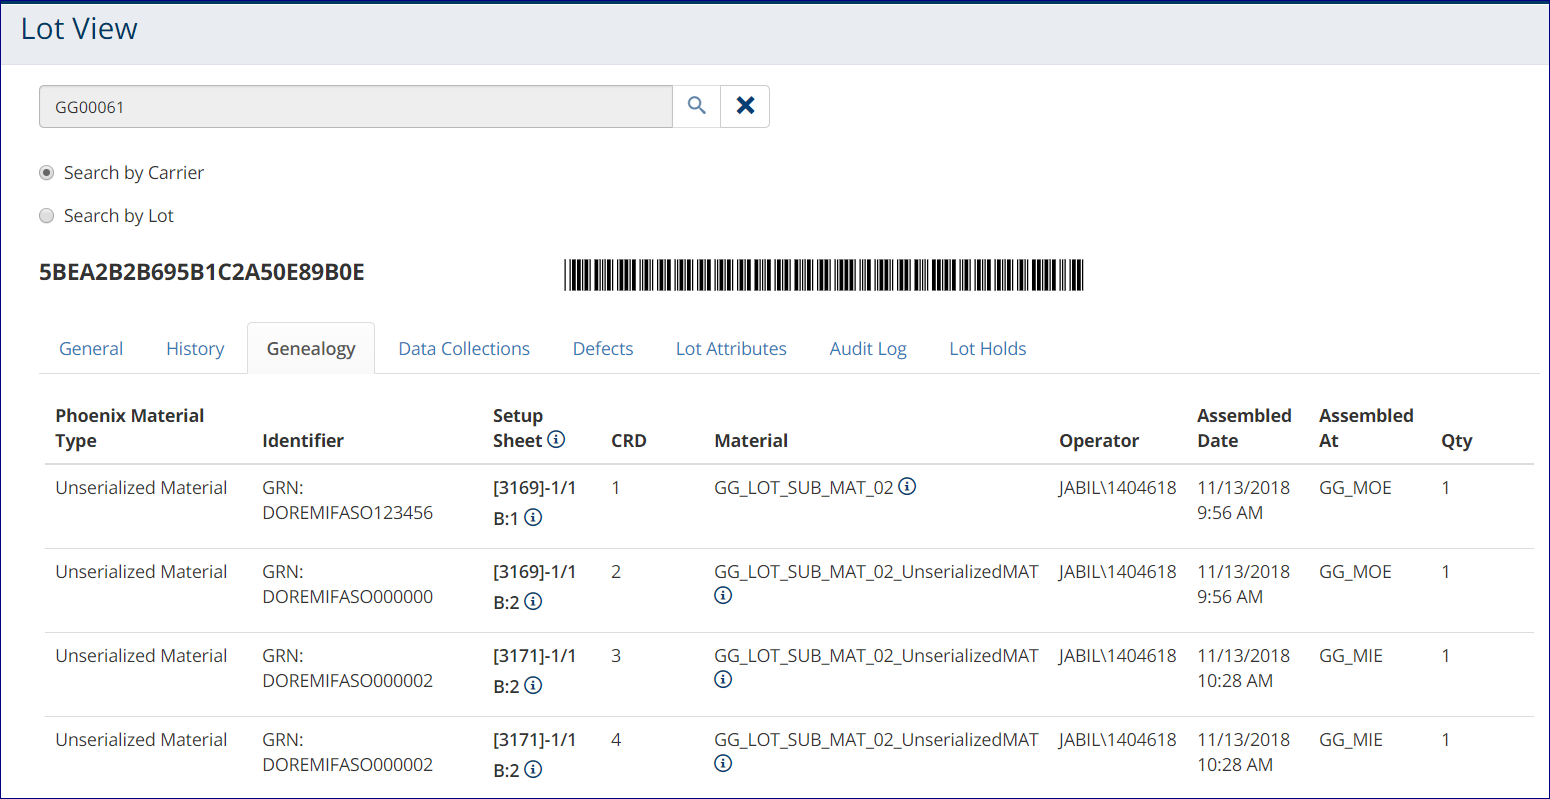 Lot View
GG00061
Search by Carrier
Search by Lot
5BEA2B2B695B1C2A50E89B0E
General History Genealogy Data Collections Defects Lot Attributes Audit Log Lot Holds
Phoenix Material Type Identifier Setup Sheet CRD Material Operator Assembled Date Assembled At Qty
Unserialized Material GRN: [3169]-1/1 1 GG_LOT_SUB_MAT_02 JABIL\1404618 11/13/2018 GG_MOE 1
DOREMIFASO123456 B:1 9:56 AM
Unserialized Material GRN: [3169]-1/1 2 GG_LOT_SUB_MAT_02_UnserializedMAT JABIL\1404618 11/13/2018 GG_MOE 1
DOREMIFASO000000 B:2 9:56 AM
Unserialized Material GRN: [3171]-1/1 3 GG_LOT_SUB_MAT_02_UnserializedMAT JABIL\1404618 11/13/2018 GG_MIE 1
DOREMIFASO000002 B:2 10:28 AM
Unserialized Material GRN: [3171]-1/1 4 GG_LOT_SUB_MAT_02_UnserializedMAT JABIL\1404618 11/13/2018 GG_MIE 1
DOREMIFASO000002 B:2 10:28 AM